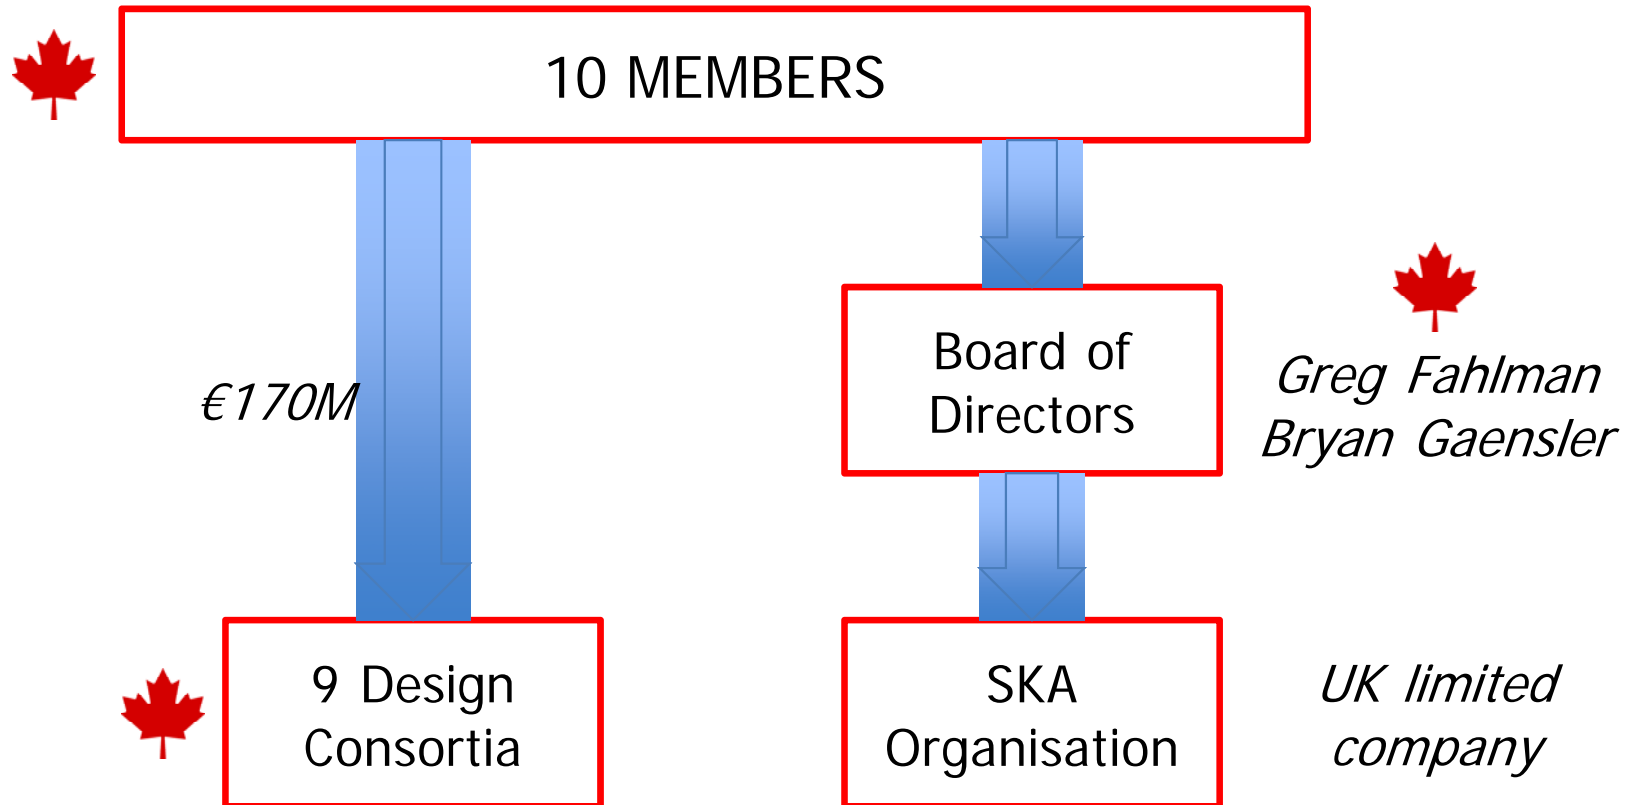 10 MEMBERS
€170M
Board of
Directors
Greg Fahlman
Bryan Gaensler
9 Design
Consortia
SKA
Organisation
UK limited
company